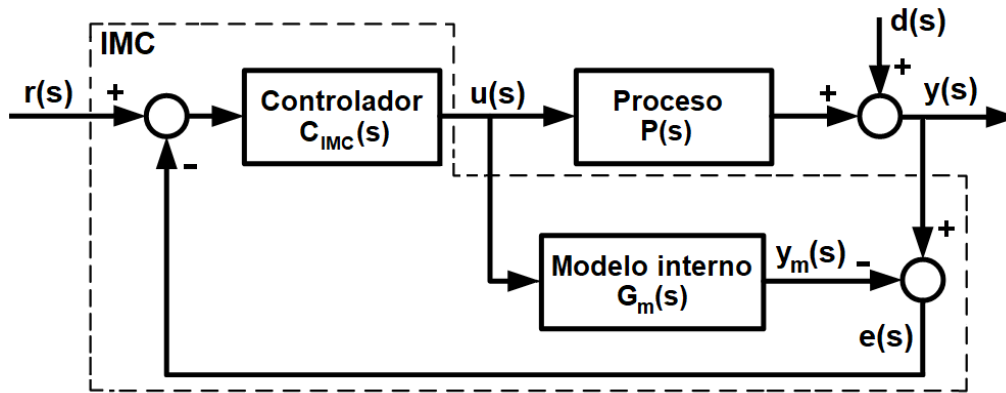 IMC
d(s)
r(s)
+
Controlador
C_IMC(s)
u(s)
Proceso
P(s)
+
+
y(s)
-
Modelo interno
G_m(s)
y_m(s)
-
+
e(s)